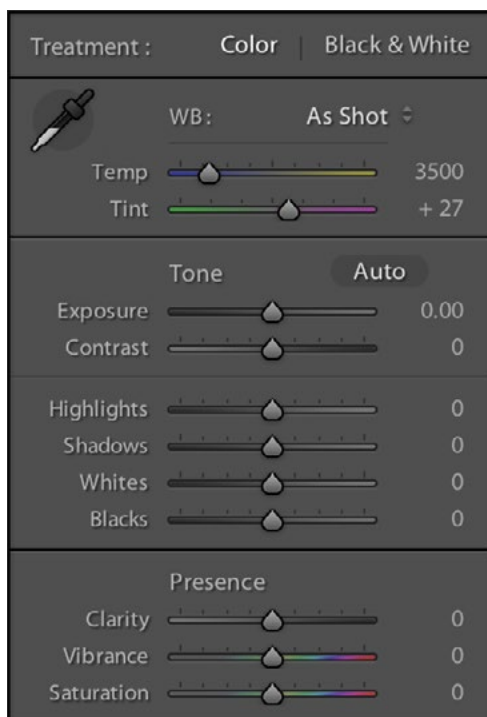 Treatment : Color | Black & White
WB: As Shot
Temp 3500
Tint + 27
Tone Auto
Exposure 0.00
Contrast 0
Highlights 0
Shadows 0
Whites 0
Blacks 0
Presence
Clarity 0
Vibrance 0
Saturation 0